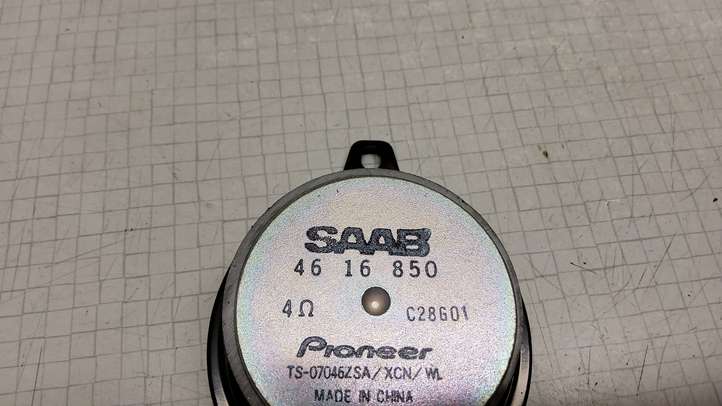 SAAB
46 16 850
4Ω C28G01
Pioneer
TS-07046ZSA/XCN/WL
MADE IN CHINA